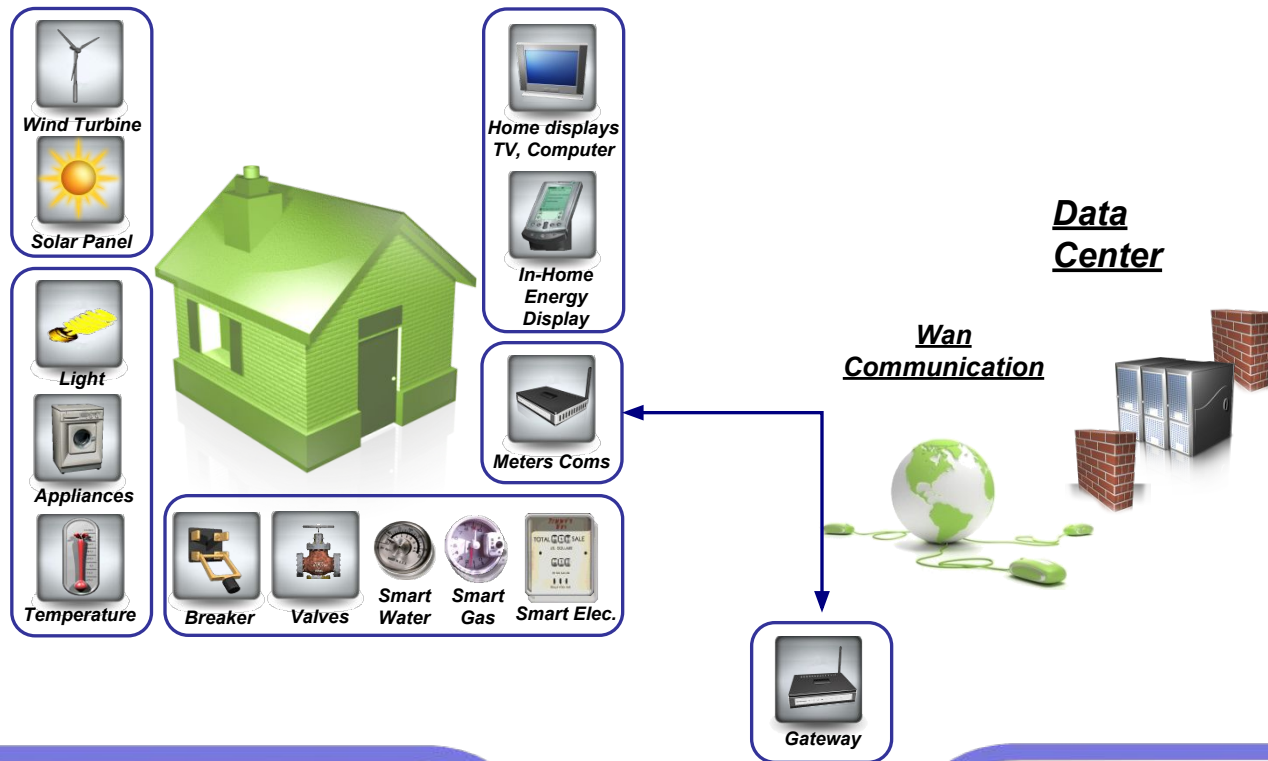 Wind Turbine
Solar Panel
Light
Appliances
Temperature
Home displays
TV, Computer
In-Home
Energy
Display
Meters Coms
Breaker
Valves
Smart
Water
Smart
Gas
TOTAL SALE
Smart Elec.
Gateway
Wan
Communication
Data
Center